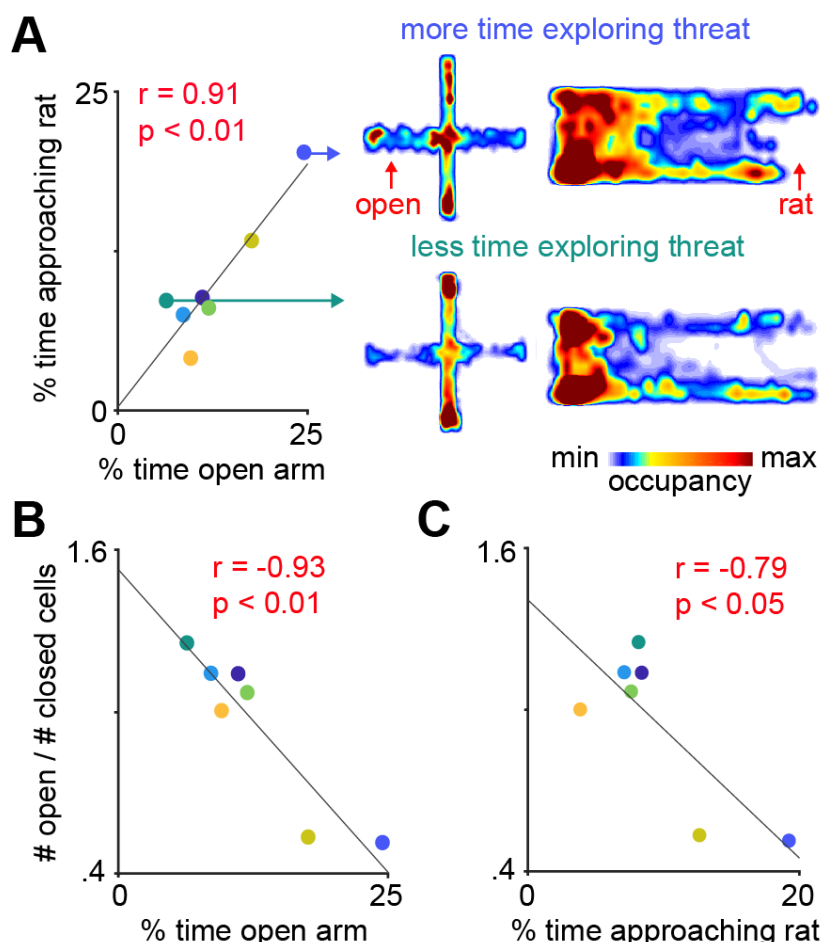 A
more time exploring threat
25
r = 0.91
p < 0.01
% time approaching rat
open
rat
less time exploring threat
0
0
25
% time open arm
min
max
occupancy
B
1.6
r = -0.93
p < 0.01
# open / # closed cells
.4
0
25
% time open arm
C
1.6
r = -0.79
p < 0.05
.4
0
20
% time approaching rat